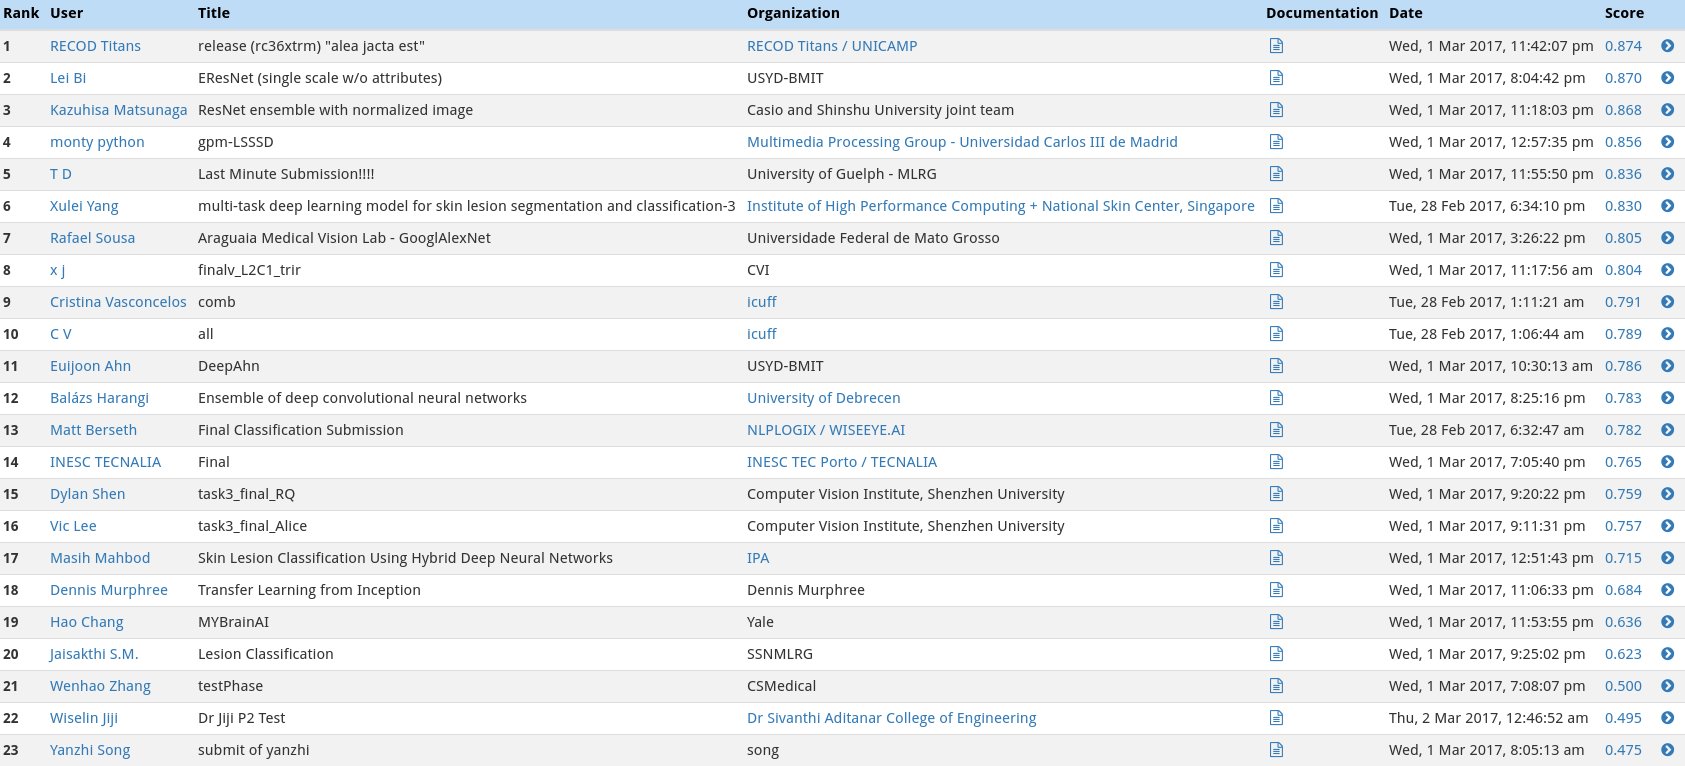 Rank User Title Organization Documentation Date Score
1 RECOD Titans release (rc36xtrm) "alea jacta est" RECOD Titans / UNICAMP Wed, 1 Mar 2017, 11:42:07 pm 0.874
2 Lei Bi EResNet (single scale w/o attributes) USYD-BMIT Wed, 1 Mar 2017, 8:04:42 pm 0.870
3 Kazuhisa Matsunaga ResNet ensemble with normalized image Casio and Shinshu University joint team Wed, 1 Mar 2017, 11:18:03 pm 0.868
4 monty python gpm-LSSSD Multimedia Processing Group - Universidad Carlos III de Madrid Wed, 1 Mar 2017, 12:57:35 pm 0.856
5 T D Last Minute Submission!!!! University of Guelph - MLRG Wed, 1 Mar 2017, 11:55:50 pm 0.836
6 Xulei Yang multi-task deep learning model for skin lesion segmentation and classification-3 Institute of High Performance Computing + National Skin Center, Singapore Tue, 28 Feb 2017, 6:34:10 pm 0.830
7 Rafael Sousa Araguaia Medical Vision Lab - GooglAlexNet Universidade Federal de Mato Grosso Wed, 1 Mar 2017, 3:26:22 pm 0.805
8 x j finalv_L2C1_trir CVI Wed, 1 Mar 2017, 11:17:56 am 0.804
9 Cristina Vasconcelos comb icuff Tue, 28 Feb 2017, 1:11:21 am 0.791
10 C V all icuff Tue, 28 Feb 2017, 1:06:44 am 0.789
11 Euijoon Ahn DeepAhn USYD-BMIT Wed, 1 Mar 2017, 10:30:13 am 0.786
12 Balázs Harangi Ensemble of deep convolutional neural networks University of Debrecen Wed, 1 Mar 2017, 8:25:16 pm 0.783
13 Matt Berseth Final Classification Submission NLPLOGIX / WISEEYE.AI Tue, 28 Feb 2017, 6:32:47 am 0.782
14 INESC TECNALIA Final INESC TEC Porto / TECNALIA Wed, 1 Mar 2017, 7:05:40 pm 0.765
15 Dylan Shen task3_final_RQ Computer Vision Institute, Shenzhen University Wed, 1 Mar 2017, 9:20:22 pm 0.759
16 Vic Lee task3_final_Alice Computer Vision Institute, Shenzhen University Wed, 1 Mar 2017, 9:11:31 pm 0.757
17 Masih Mahbod Skin Lesion Classification Using Hybrid Deep Neural Networks IPA Wed, 1 Mar 2017, 12:51:43 pm 0.715
18 Dennis Murphree Transfer Learning from Inception Dennis Murphree Wed, 1 Mar 2017, 11:06:33 pm 0.684
19 Hao Chang MYBrainAI Yale Wed, 1 Mar 2017, 11:53:55 pm 0.636
20 Jaisakthi S.M. Lesion Classification SSNMLRG Wed, 1 Mar 2017, 9:25:02 pm 0.623
21 Wenhao Zhang testPhase CSMedical Wed, 1 Mar 2017, 7:08:07 pm 0.500
22 Wiselin Jiji Dr Jiji P2 Test Dr Sivanthi Aditanar College of Engineering Thu, 2 Mar 2017, 12:46:52 am 0.495
23 Yanzhi Song submit of yanzhi song Wed, 1 Mar 2017, 8:05:13 am 0.475